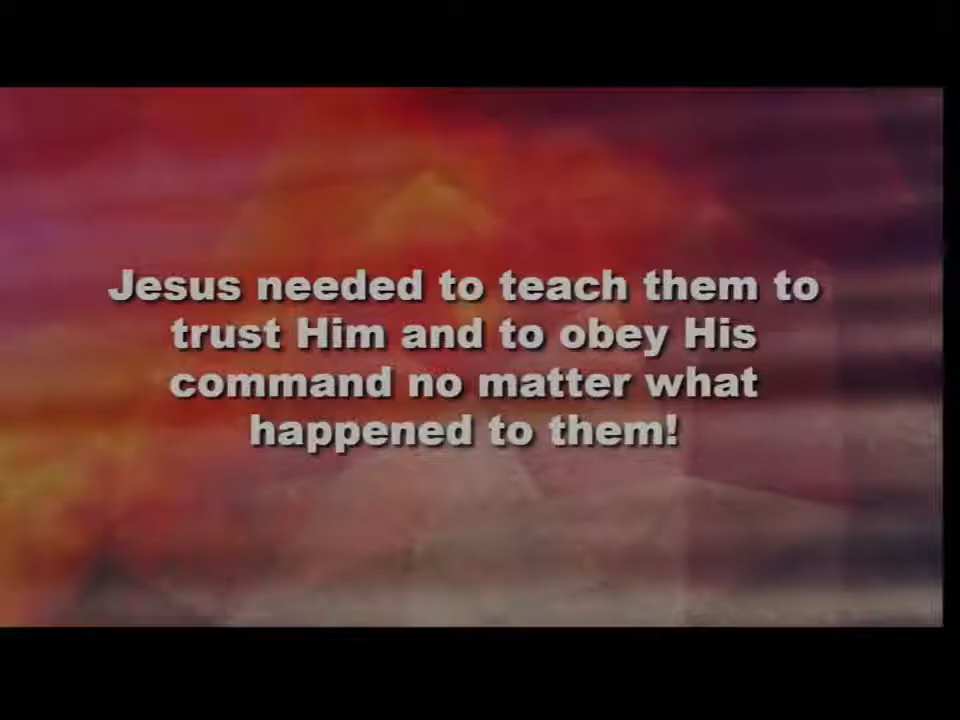 Jesus needed to teach them to
trust Him and to obey His
command no matter what
happened to them!